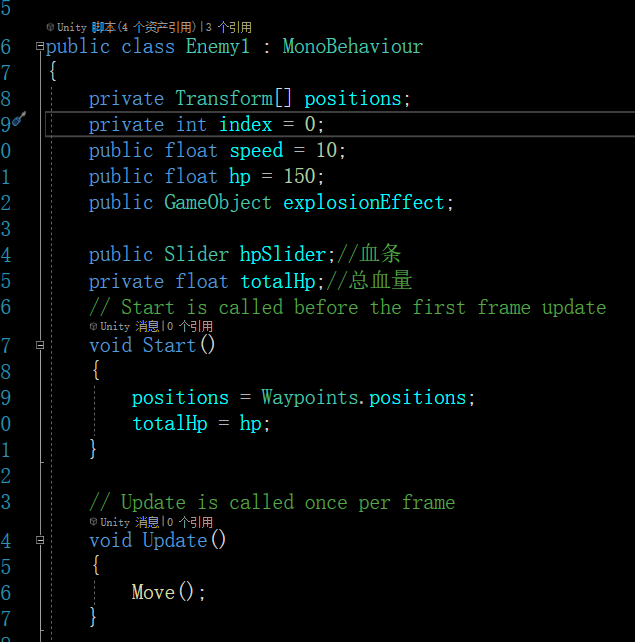 5
Unity 脚本(4 个资产引用)|3 个引用
6 public class Enemy1 : MonoBehaviour
7 {
8 private Transform[] positions;
9 private int index = 0;
0 public float speed = 10;
1 public float hp = 150;
2 public GameObject explosionEffect;
3
4 public Slider hpSlider;//血条
5 private float totalHp;//总血量
6 // Start is called before the first frame update
Unity 消息|0 个引用
7 void Start()
8 {
9 positions = Waypoints.positions;
0 totalHp = hp;
1 }
2
3 // Update is called once per frame
Unity 消息|0 个引用
4 void Update()
5 {
6 Move();
7 }